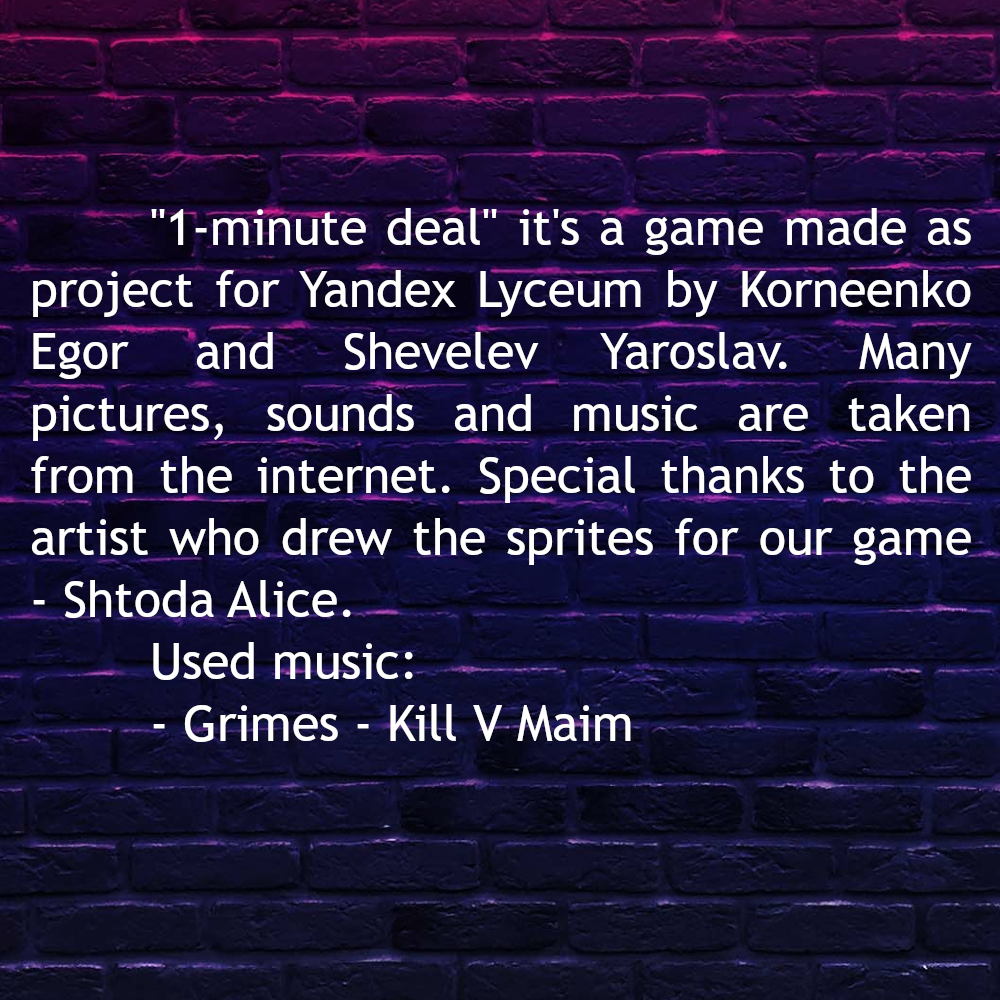 "1-minute deal" it's a game made as
project for Yandex Lyceum by Korneenko
Egor and Shevelev Yaroslav. Many
pictures, sounds and music are taken
from the internet. Special thanks to the
artist who drew the sprites for our game
- Shtoda Alice.
Used music:
- Grimes - Kill V Maim